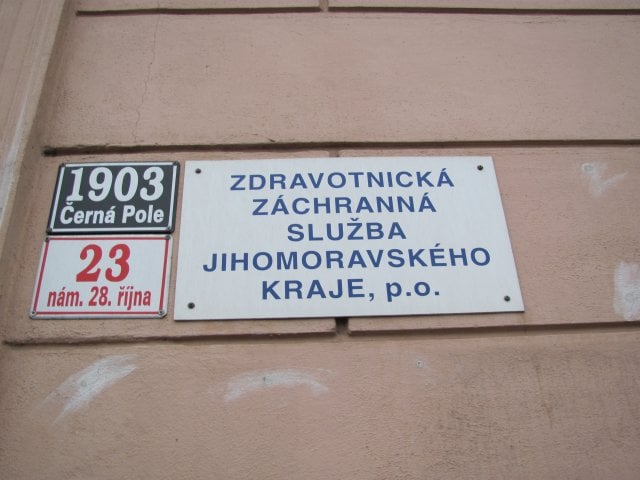 1903
Černá Pole
23
nám. 28. října
ZDRAVOTNICKÁ
ZÁCHRANNÁ
SLUŽBA
JIHOMORAVSKÉHO
KRAJE, p.o.